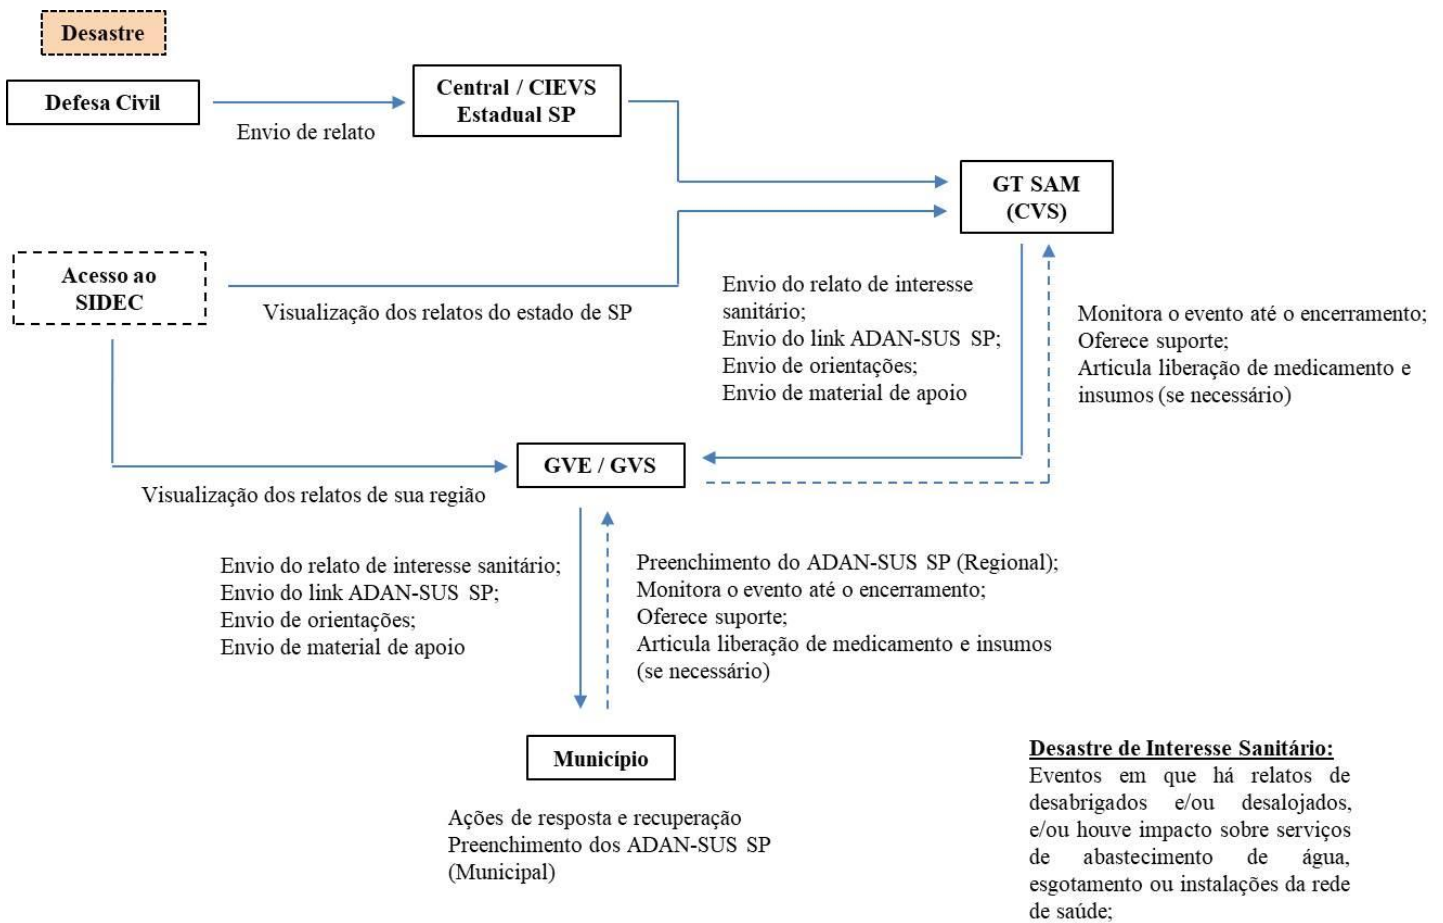 Desastre
Defesa Civil
Envio de relato
Central / CIEVS
Estadual SP
GT SAM
(CVS)
Acesso ao
SIDEC
Visualização dos relatos do estado de SP
Envio do relato de interesse
sanitário;
Envio do link ADAN-SUS SP;
Envio de orientações;
Envio de material de apoio
Monitora o evento até o encerramento;
Oferece suporte;
Articula liberação de medicamento e
insumos (se necessário)
GVE / GVS
Visualização dos relatos de sua região
Envio do relato de interesse sanitário;
Envio do link ADAN-SUS SP;
Envio de orientações;
Envio de material de apoio
Preenchimento do ADAN-SUS SP (Regional);
Monitora o evento até o encerramento;
Oferece suporte;
Articula liberação de medicamento e insumos
(se necessário)
Município
Ações de resposta e recuperação
Preenchimento dos ADAN-SUS SP
(Municipal)
Desastre de Interesse Sanitário:
Eventos em que há relatos de
desabrigados e/ou desalojados,
e/ou houve impacto sobre serviços
de abastecimento de água,
esgotamento ou instalações da rede
de saúde;